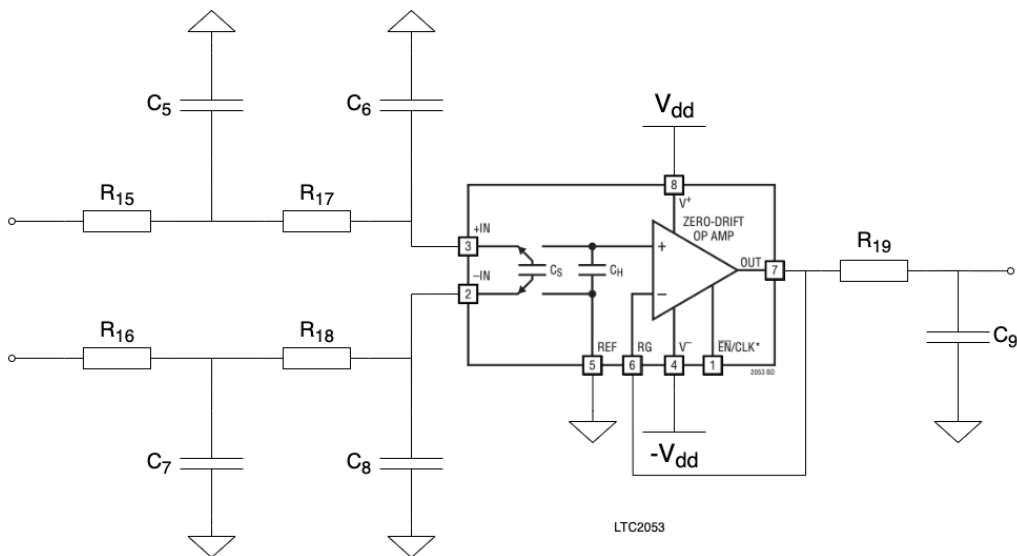 C5
C6
Vdd
R15
R17
8
V+
ZERO-DRIFT
OP AMP
+IN
3
+
R19
CS
CH
OUT
7
–IN
2
–
R16
R18
C9
REF
RG
V–
EN/CLK*
5
6
4
1
2053 BD
C7
C8
-Vdd
LTC2053